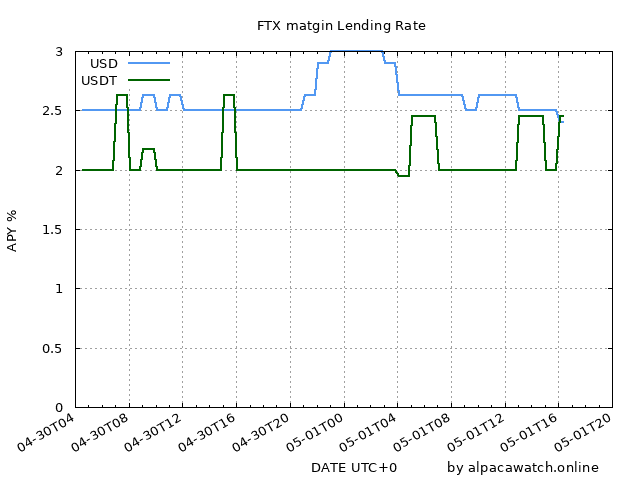 FTX matgin Lending Rate
USD
USDT
3
2.5
2
1.5
1
0.5
0
APY %
04-30T04
04-30T08
04-30T12
04-30T16
04-30T20
05-01T00
05-01T04
05-01T08
05-01T12
05-01T16
05-01T20
DATE UTC+0
by alpacawatch.online